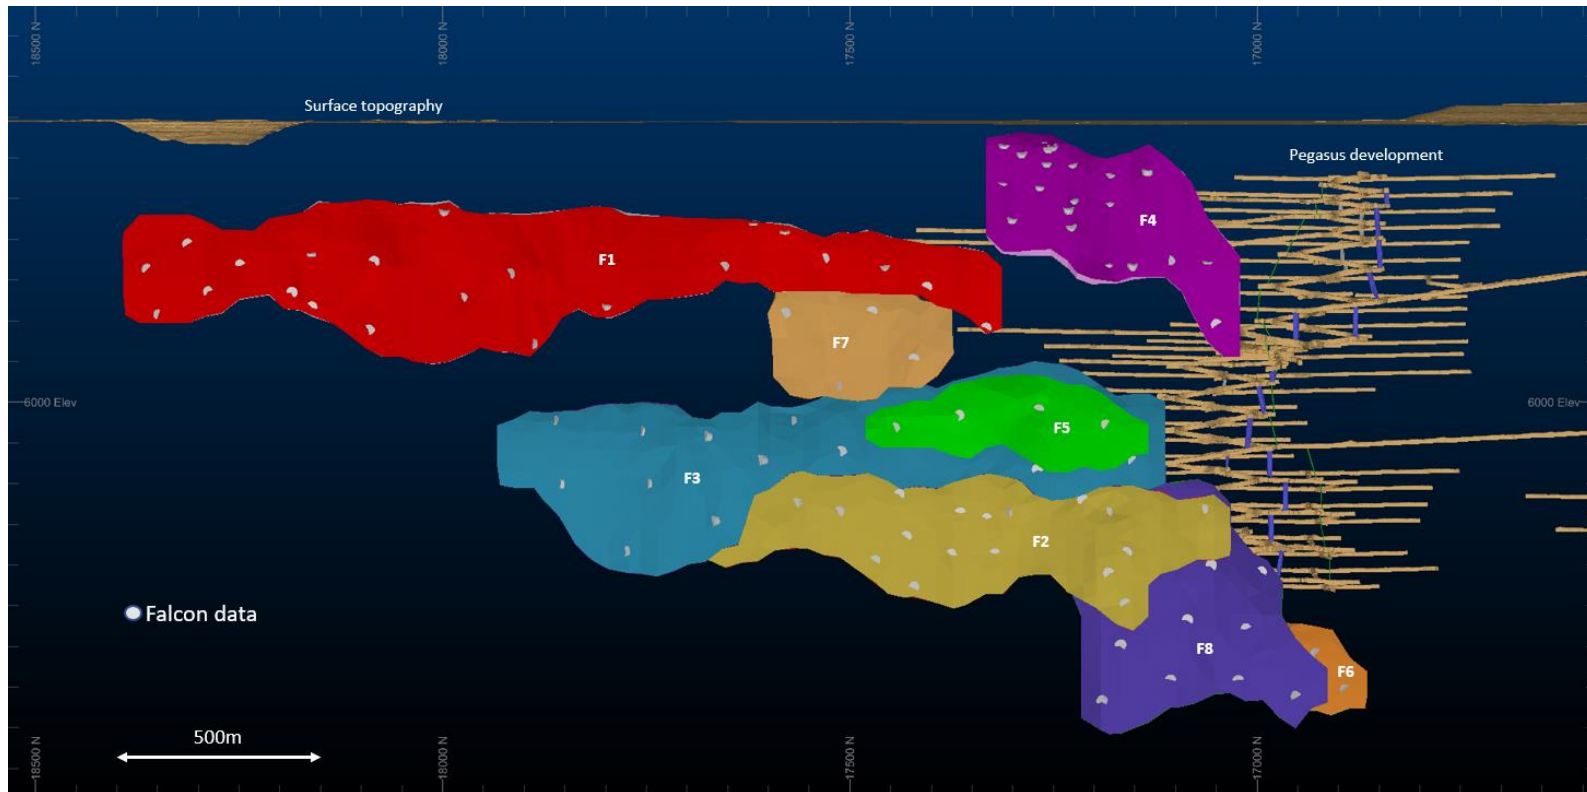 18500 N
18000 N
17500 N
17000 N
Surface topography
Pegasus development
F4
F1
F7
6000 Elev
6000 Elev
F5
F3
F2
Falcon data
F8
F6
500m
18500 N
18000 N
17500 N
17000 N